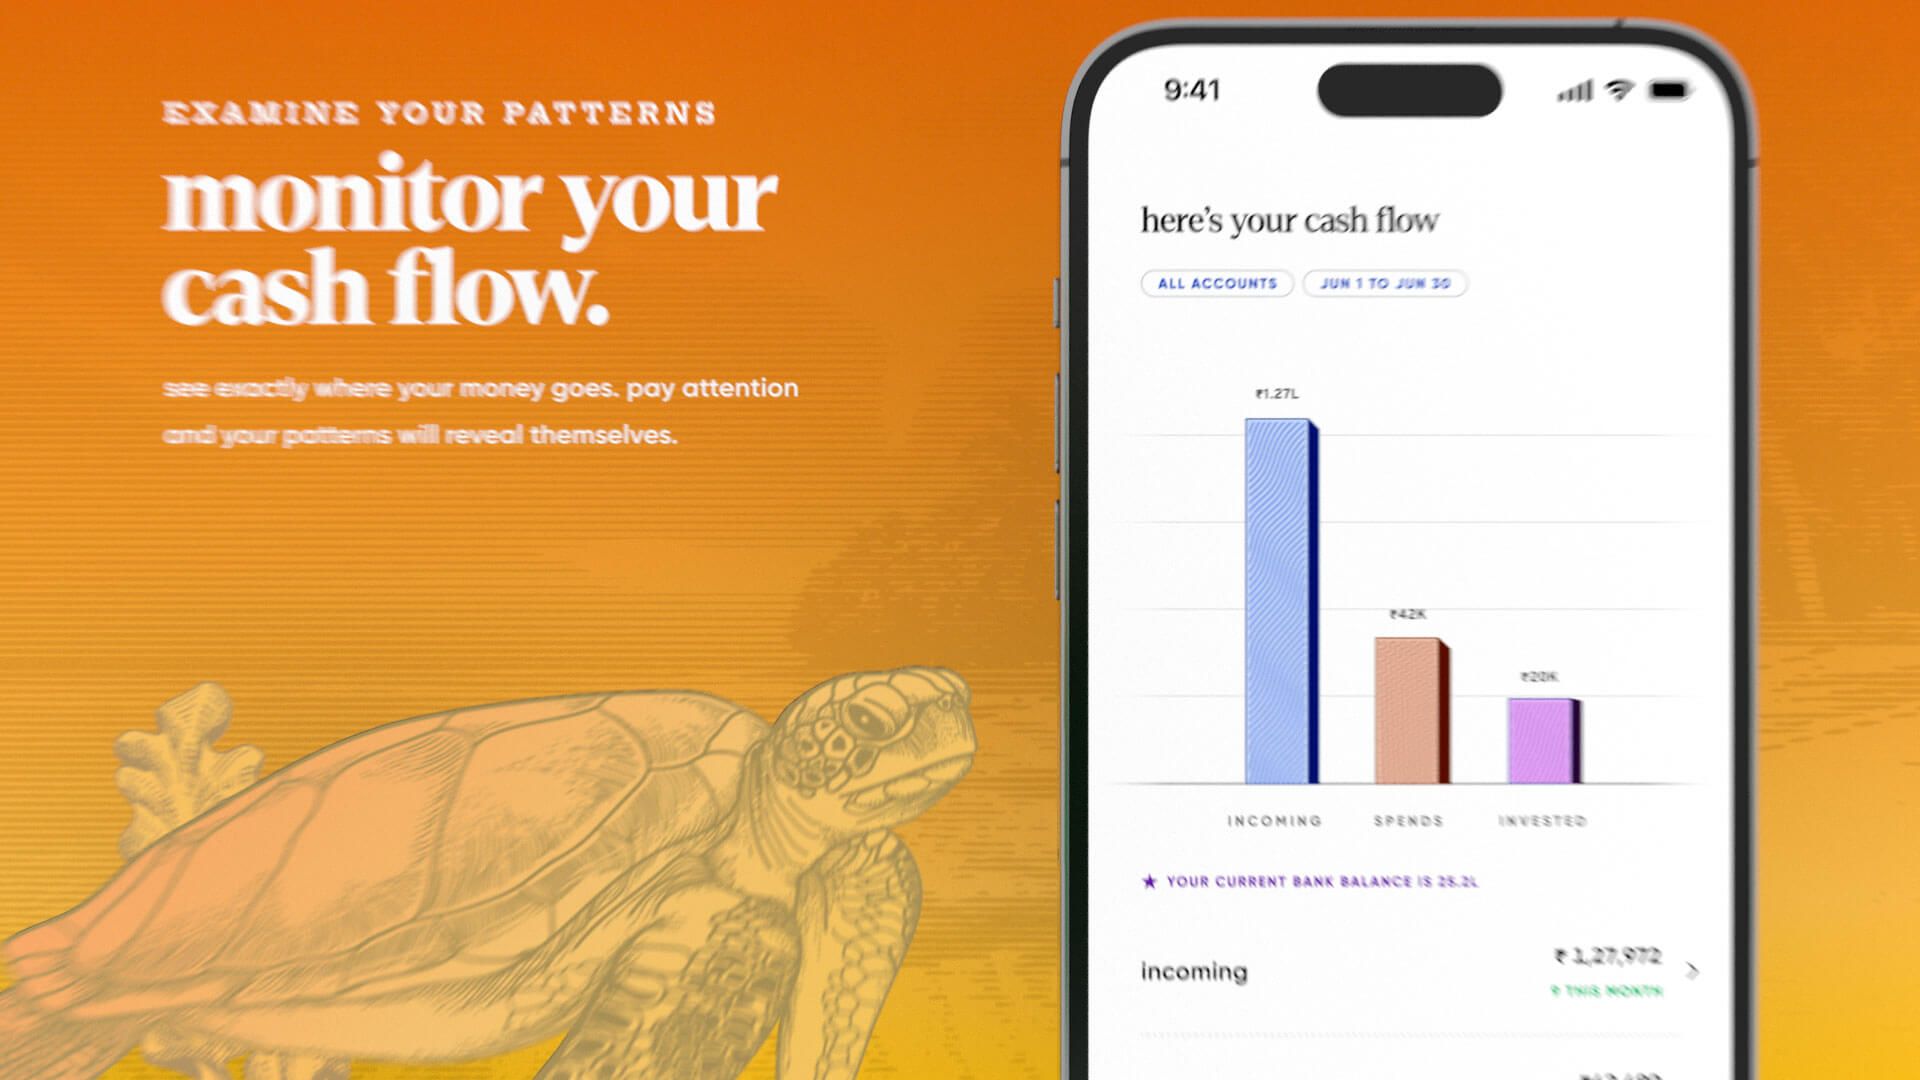 EXAMINE YOUR PATTERNS
monitor your
cash flow.
see exactly where your money goes. pay attention
and your patterns will reveal themselves.
9:41
here's your cash flow
ALL ACCOUNTS
JUN 1 TO JUN 30
₹1.27L
₹42K
₹20K
INCOMING SPENDS INVESTED
YOUR CURRENT BANK BALANCE IS 25.2L
incoming
₹ 1,27,972
9 THIS MONTH